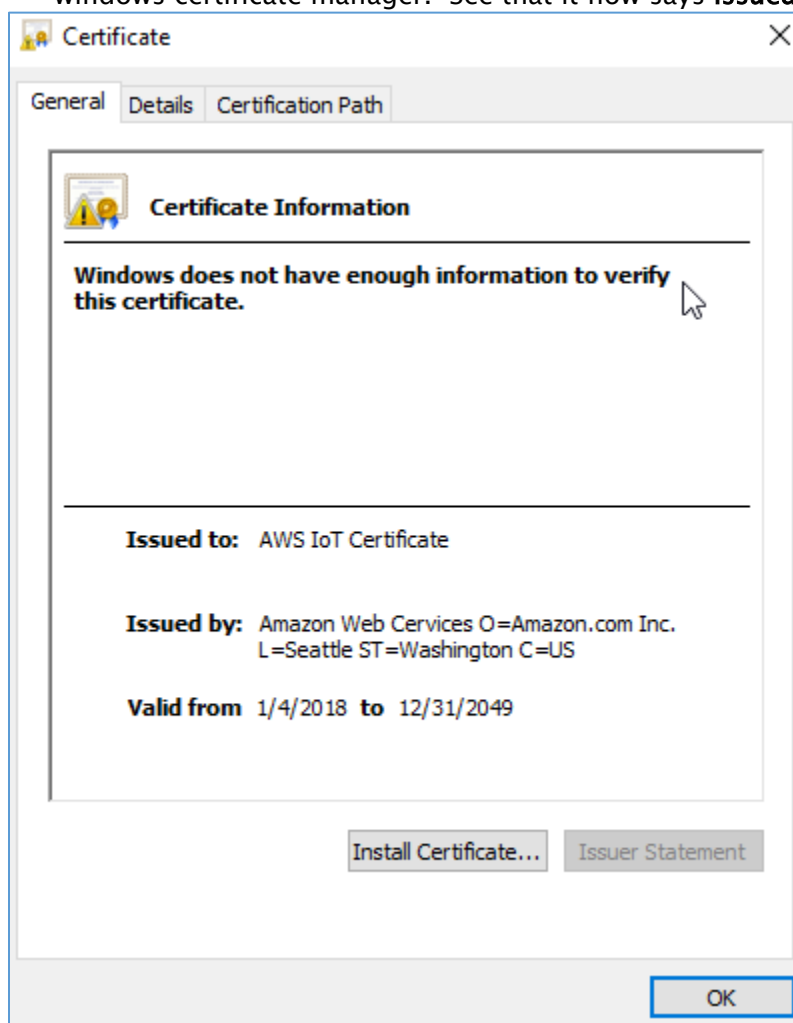 windows certificate manager. See that it now says issued
Certificate
General Details Certification Path
Certificate Information
Windows does not have enough information to verify
this certificate.
Issued to: AWS IoT Certificate
Issued by: Amazon Web Cervices O=Amazon.com Inc.
L=Seattle ST=Washington C=US
Valid from 1/4/2018 to 12/31/2049
Install Certificate... Issuer Statement
OK